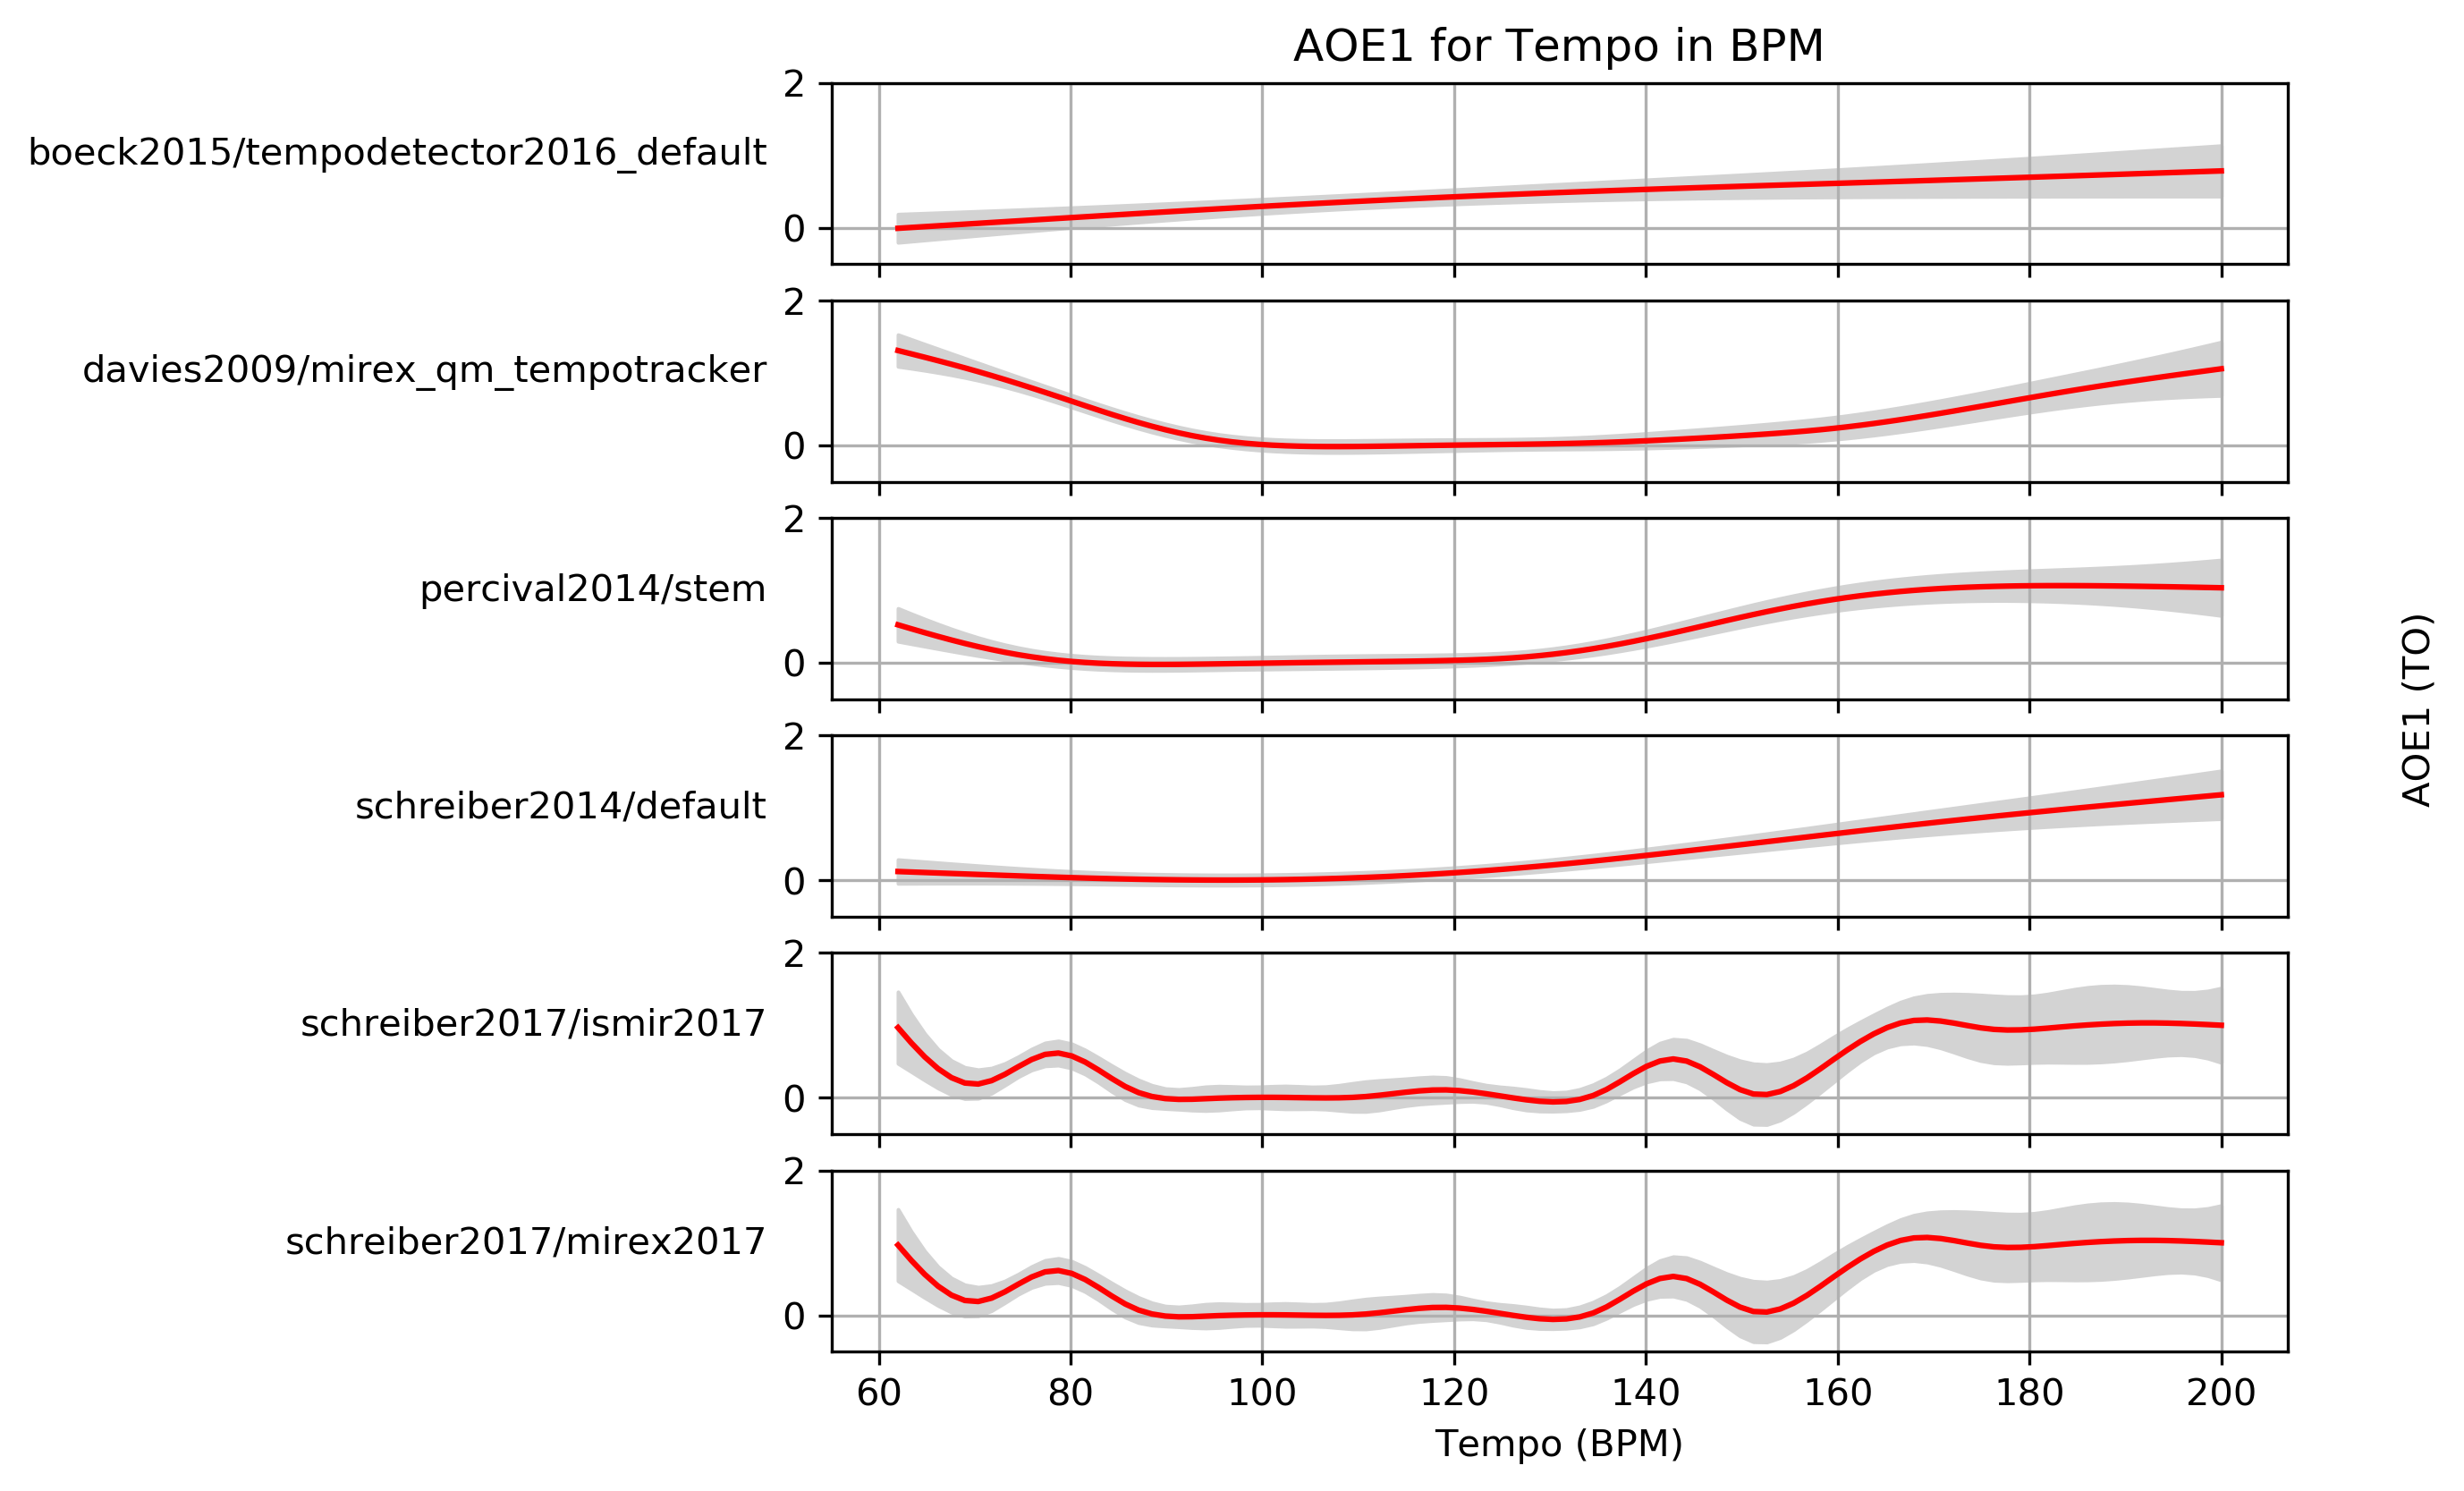 AOE1 for Tempo in BPM
2
boeck2015/tempodetector2016_default
0
2
davies2009/mirex_qm_tempotracker
0
2
percival2014/stem
0
AOE1 (TO)
2
schreiber2014/default
0
2
schreiber2017/ismir2017
0
2
schreiber2017/mirex2017
0
60 80 100 120 140 160 180 200
Tempo (BPM)